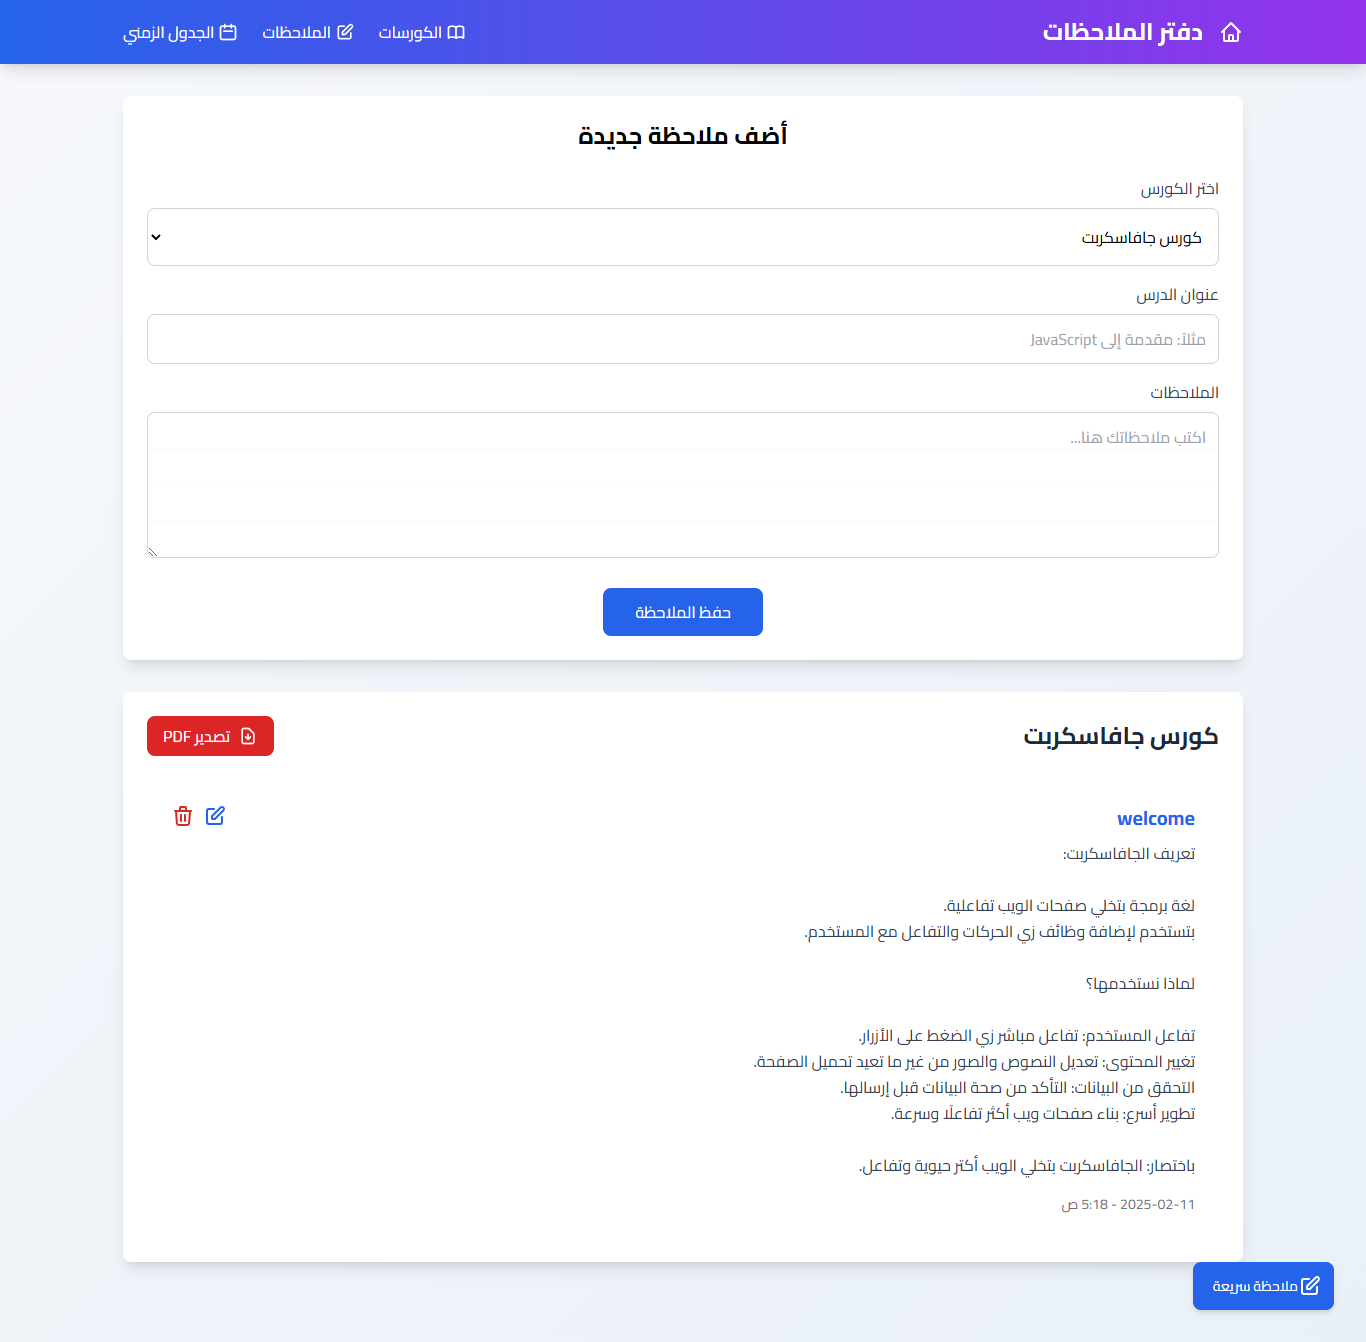 دفتر الملاحظات
الكورسات
الملاحظات
الجدول الزمني
أضف ملاحظة جديدة
اختر الكورس
كورس جافاسكربت
عنوان الدرس
مثلاً: مقدمة إلى JavaScript
الملاحظات
اكتب ملاحظاتك هنا...
حفظ الملاحظة
كورس جافاسكربت
تصدير PDF
welcome
تعريف الجافاسكربت:
لغة برمجة بتخلي صفحات الويب تفاعلية.
بتستخدم لإضافة وظائف زي الحركات والتفاعل مع المستخدم.
لماذا نستخدمها؟
تفاعل المستخدم: تفاعل مباشر زي الضغط على الأزرار.
تغيير المحتوى: تعديل النصوص والصور من غير ما تعيد تحميل الصفحة.
التحقق من البيانات: التأكد من صحة البيانات قبل إرسالها.
تطوير أسرع: بناء صفحات ويب أكثر تفاعلًا وسرعة.
باختصار: الجافاسكربت بتخلي الويب أكتر حيوية وتفاعل.
2025-02-11 - 5:18 ص
ملاحظة سريعة